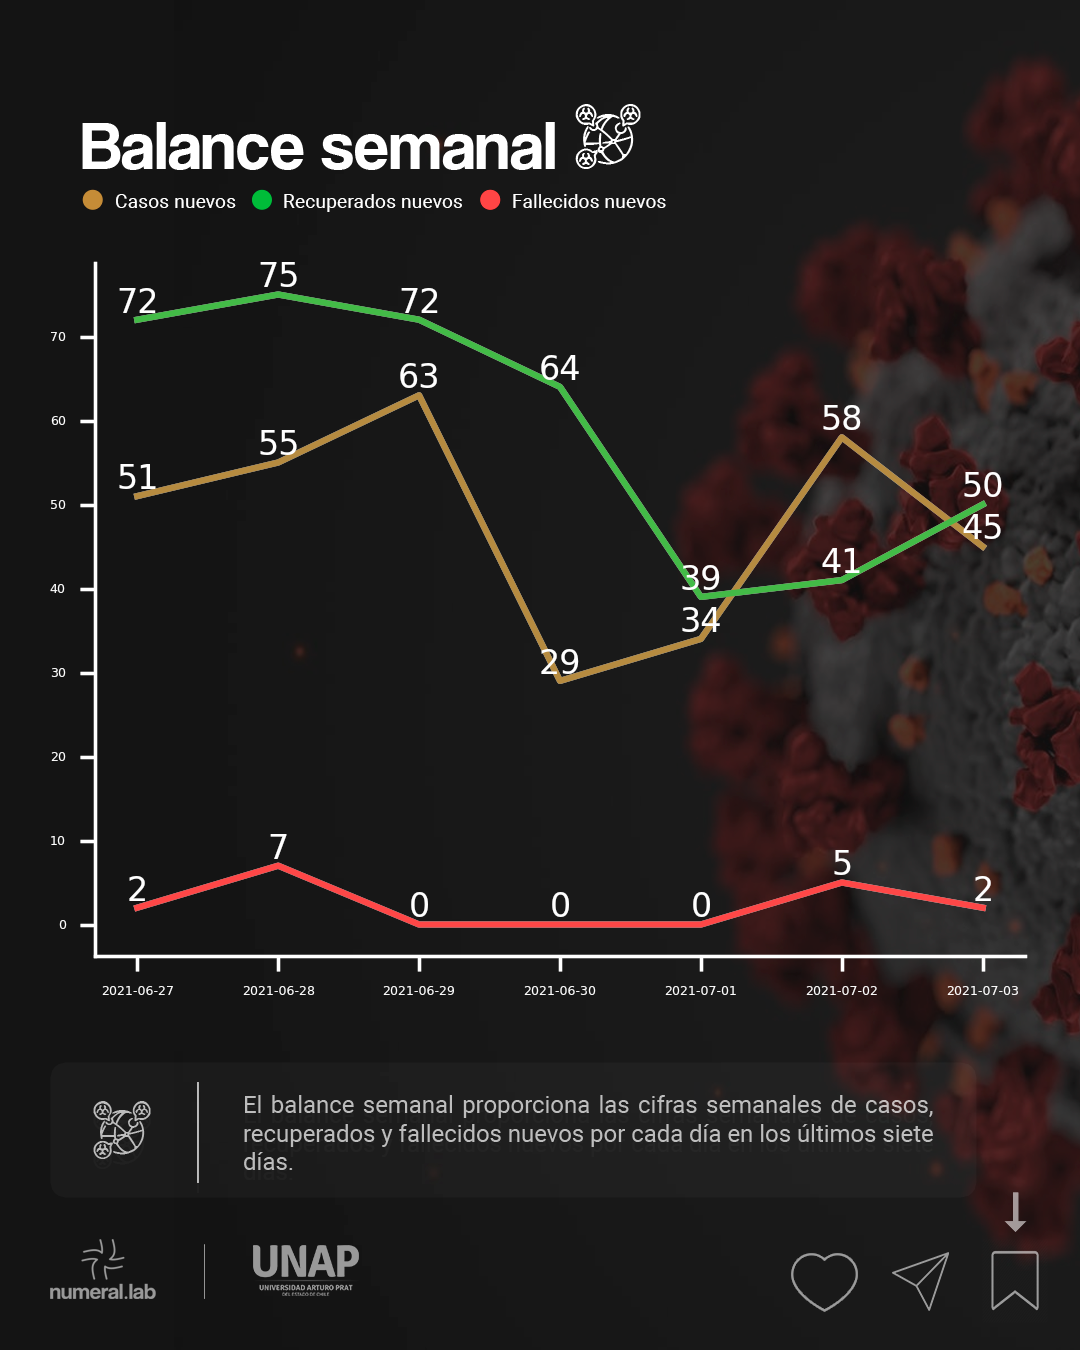 Balance semanal
Casos nuevos Recuperados nuevos Fallecidos nuevos
72 75 72 64 39 41 50
51 55 63 29 34 58 45
2 7 0 0 0 5 2
70
60
50
40
30
20
10
0
2021-06-27 2021-06-28 2021-06-29 2021-06-30 2021-07-01 2021-07-02 2021-07-03
El balance semanal proporciona las cifras semanales de casos,
recuperados y fallecidos nuevos por cada día en los últimos siete
días.
numeral.lab
UNAP
UNIVERSIDAD ARTURO PRAT
DEL ESTADO DE CHILE